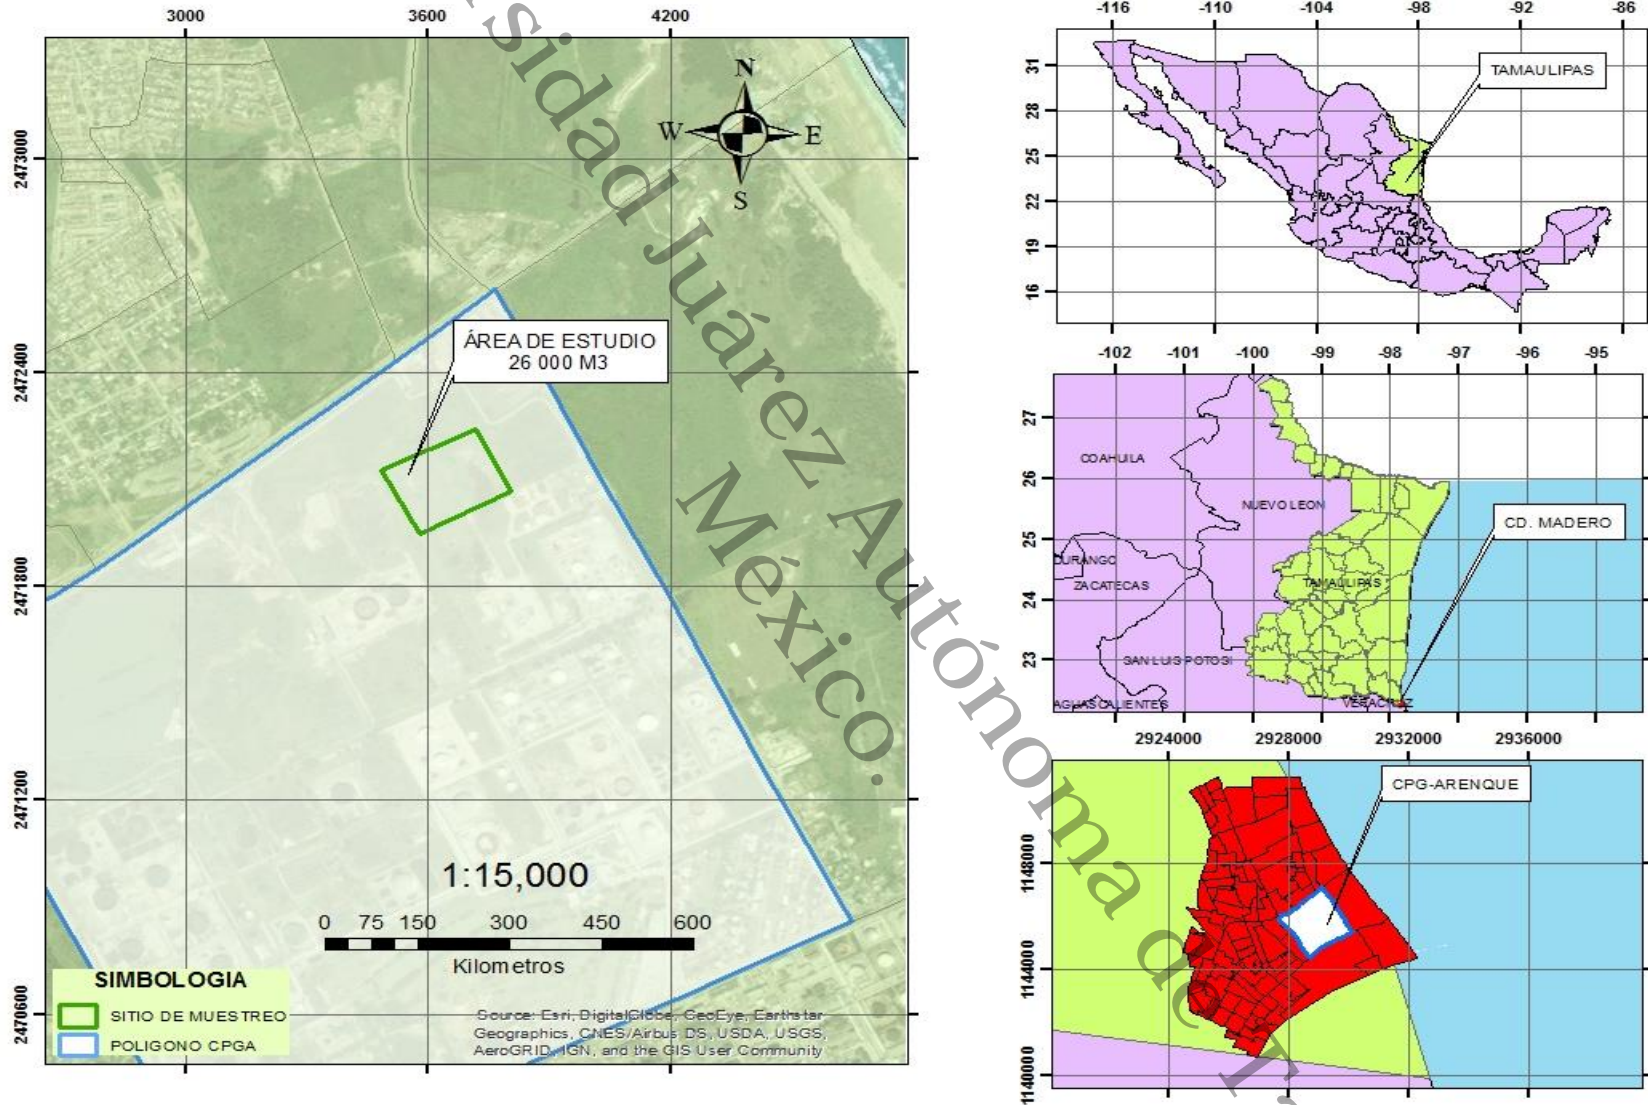 3000 3600 4200
2473000
2472400
2471800
2471200
2470600
N
W E
S
ÁREA DE ESTUDIO
26 000 M3
1:15,000
0 75 150 300 450 600
Kilometros
SIMBOLOGIA
SITIO DE MUESTREO
POLIGONO CPGA
Source: Esri, DigitalGlobe, GeoEye, Earthstar
Geographics, CNES/Airbus DS, USDA, USGS,
AeroGRID, IGN, and the GIS User Community
-116 -110 -104 -98 -92 -86
31
28
25
22
19
16
TAMAULIPAS
-102 -101 -100 -99 -98 -97 -96 -95
27
26
25
24
23
COAHUILA
NUEVO LEON
CD. MADERO
DURANGO
ZACATECAS
TAMAULIPAS
SAN LUIS POTOSI
AGUASCALIENTES
VERACRUZ
2924000 2928000 2932000 2936000
1148000
1144000
1140000
CPG-ARENQUE
sidad Juárez Autónoma de T
México.